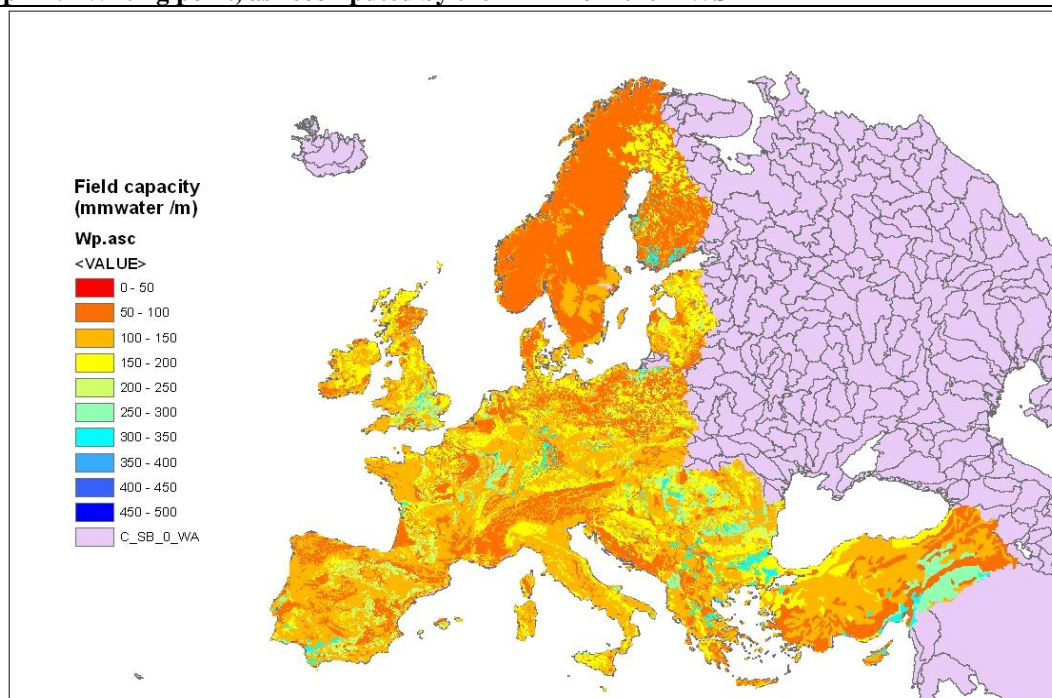 Field capacity
(mmwater /m)
Wp.asc
<VALUE>
0 - 50
50 - 100
100 - 150
150 - 200
200 - 250
250 - 300
300 - 350
350 - 400
400 - 450
450 - 500
C_SB_0_WA